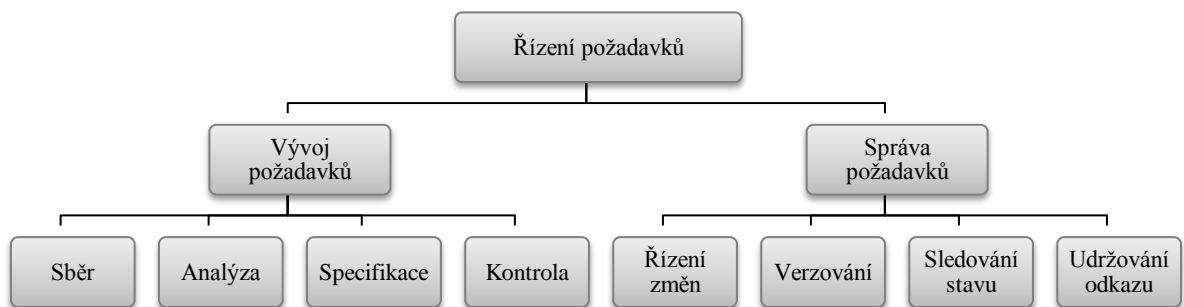 Řízení požadavků
Vývoj
požadavků
Správa
požadavků
Sběr
Analýza
Specifikace
Kontrola
Řízení
změn
Verzování
Sledování
stavu
Udržování
odkazu